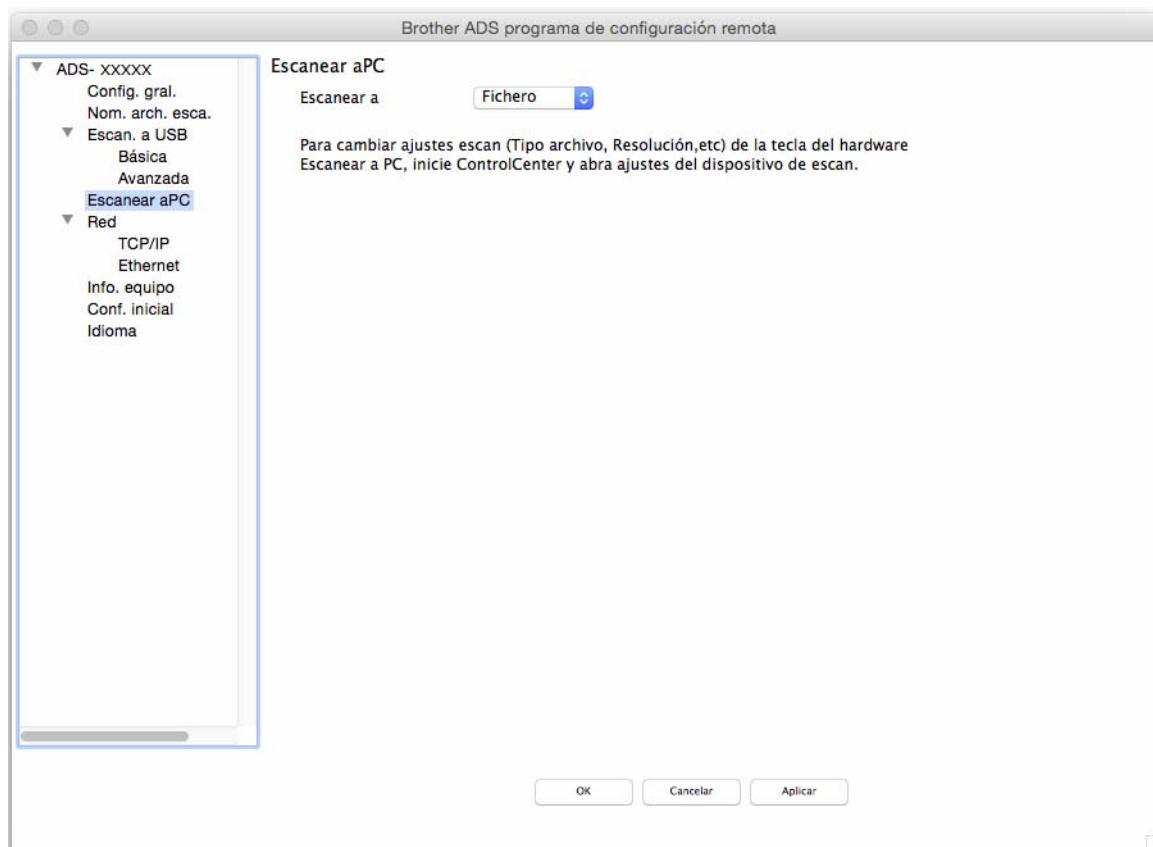 Brother ADS programa de configuración remota
ADS- XXXXX
Config. gral.
Nom. arch. esca.
Escan. a USB
Básica
Avanzada
Escanear aPC
Red
TCP/IP
Ethernet
Info. equipo
Conf. inicial
Idioma
Escanear aPC
Escanear a Fichero
Para cambiar ajustes escan (Tipo archivo, Resolución,etc) de la tecla del hardware
Escanear a PC, inicie ControlCenter y abra ajustes del dispositivo de escan.
OK Cancelar Aplicar